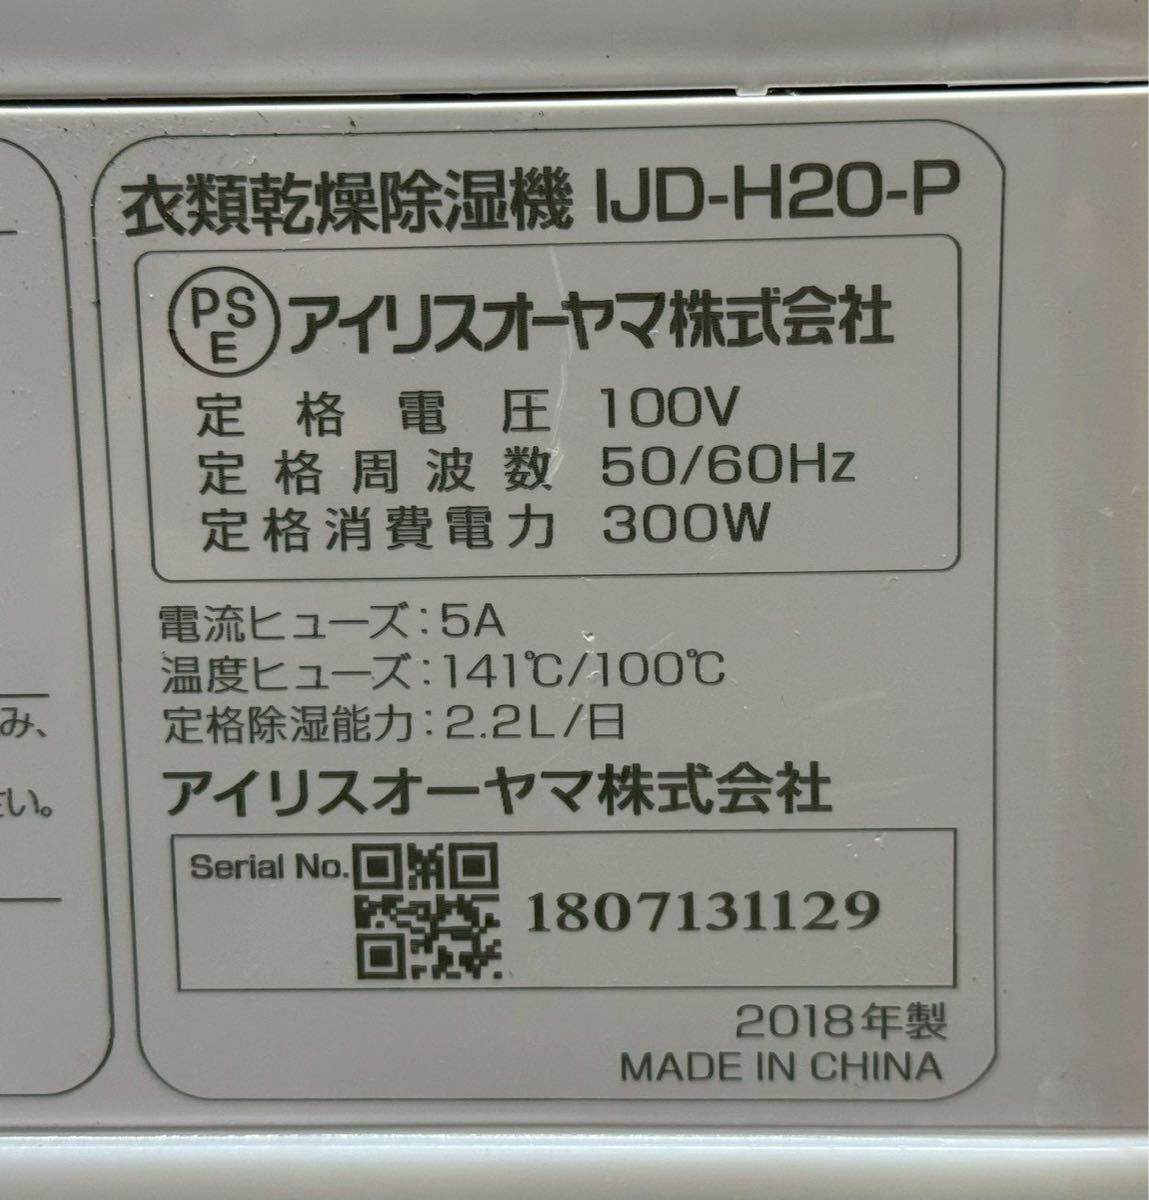 衣類乾燥除湿機 IJD-H20-P
PS
E
アイリスオーヤマ株式会社
定格電圧 100V
定格周波数 50/60Hz
定格消費電力 300W
電流ヒューズ:5A
温度ヒューズ:141℃/100℃
定格除湿能力:2.2L/日
アイリスオーヤマ株式会社
Serial No. 1807131129
2018年製
MADE IN CHINA
み、
さい。